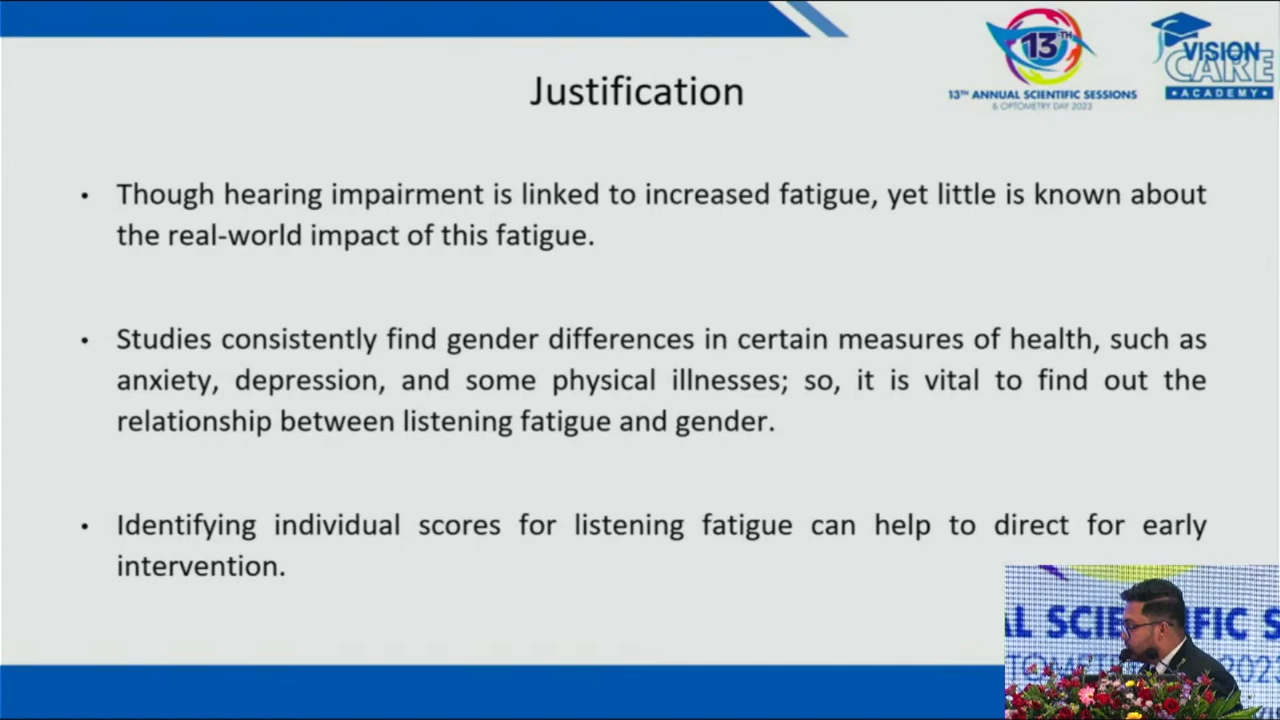 13TH
13TH ANNUAL SCIENTIFIC SESSIONS
& OPTOMETRY DAY 2023
VISION
CARE
ACADEMY
Justification
• Though hearing impairment is linked to increased fatigue, yet little is known about
the real-world impact of this fatigue.
• Studies consistently find gender differences in certain measures of health, such as
anxiety, depression, and some physical illnesses; so, it is vital to find out the
relationship between listening fatigue and gender.
• Identifying individual scores for listening fatigue can help to direct for early
intervention.
AL SCIENTIFIC S
2023